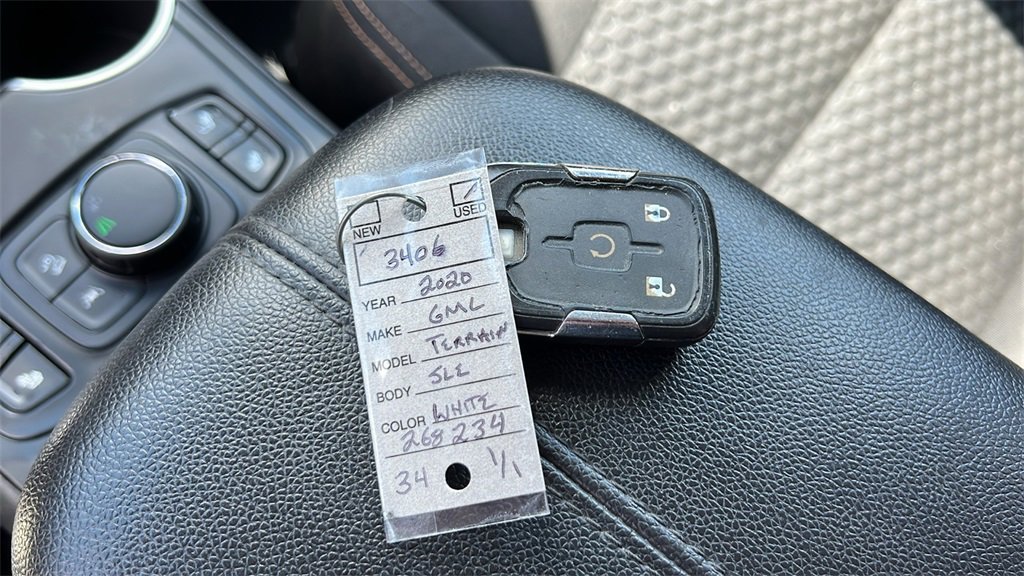 NEW USED
3406
YEAR 2020
MAKE GMC
MODEL TERRAIN
BODY SLE
COLOR WHITE
268234
34 1/1